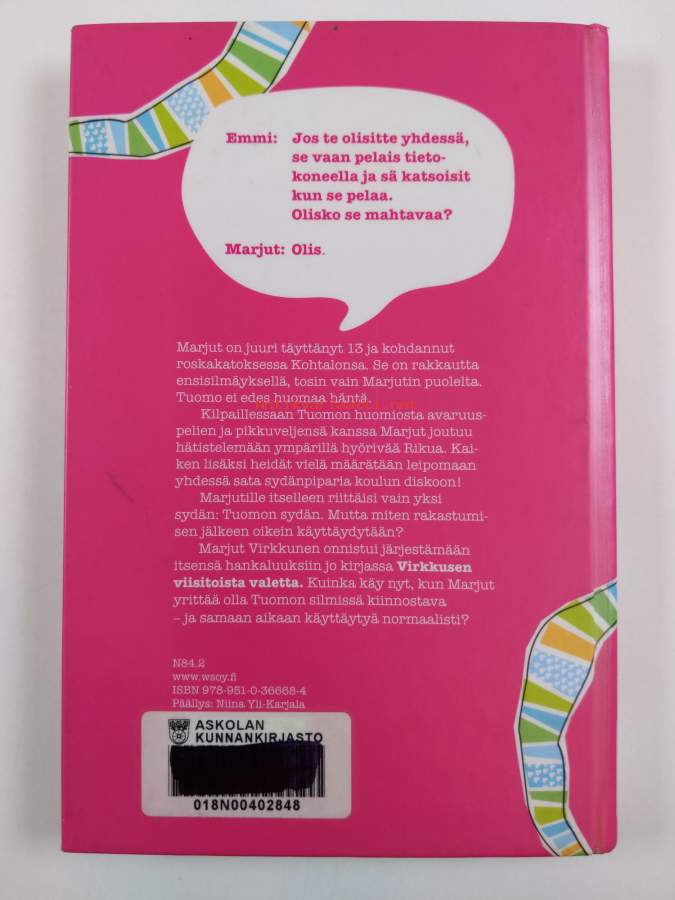 Emmi: Jos te olisitte yhdessä,
se vaan pelais tieto-
koneella ja sä katsoisit
kun se pelaa.
Olisko se mahtavaa?
Marjut: Olis.
Marjut on juuri täyttänyt 13 ja kohdannut
roskakatoksessa Kohtalonsa. Se on rakkautta
ensisilmäyksellä, tosin vain Marjutin puolelta.
Tuomo ei edes huomaa häntä.
Kilpaillessaan Tuomon huomiosta avaruus-
pelien ja pikkuveljensä kanssa Marjut joutuu
hätistelemään ympärillä hyörivää Rikua. Kai-
ken lisäksi heidät vielä määrätään leipomaan
yhdessä sata sydänpiparia koulun diskoon!
Marjutille itselleen riittäisi vain yksi
sydän: Tuomon sydän. Mutta miten rakastumi-
sen jälkeen oikein käyttäydytään?
Marjut Virkkunen onnistui järjestämään
itsensä hankaluuksiin jo kirjassa Virkkusen
viisitoista valetta. Kuinka käy nyt, kun Marjut
yrittää olla Tuomon silmissä kiinnostava
– ja samaan aikaan käyttäytyä normaalisti?
N84.2
www.wsoy.fi
ISBN 978-951-0-36668-4
Päällys: Niina Yli-Karjala
ASKOLAN
KUNNANKIRJASTO
018N00402848